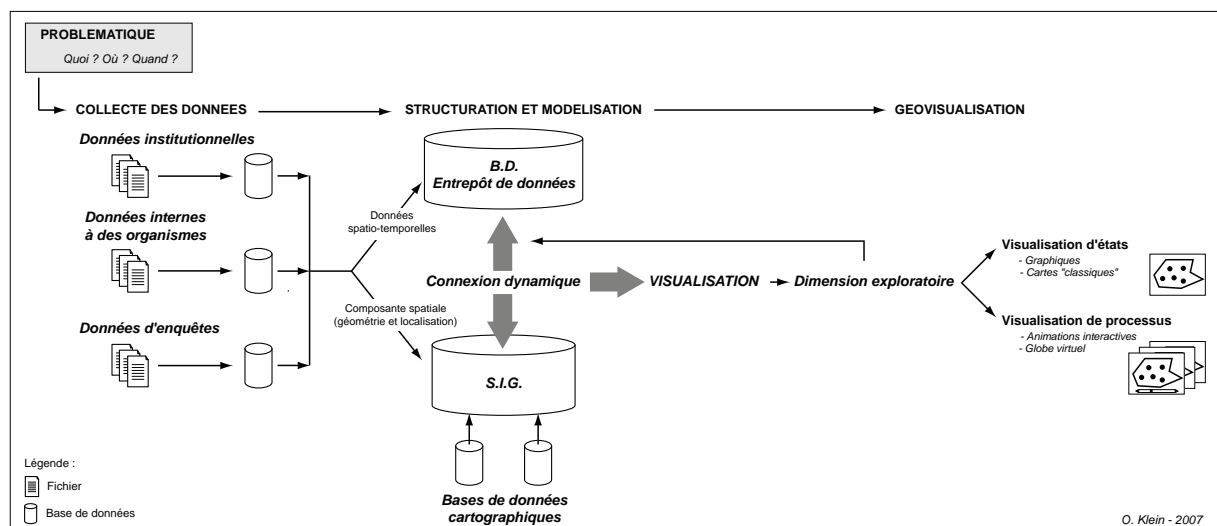 PROBLEMATIQUE
Quoi ? Où ? Quand ?
COLLECTE DES DONNEES
STRUCTURATION ET MODELISATION
GEOVISUALISATION
Données institutionnelles
B.D.
Entrepôt de données
Données internes
à des organismes
Données
spatio-temporelles
Connexion dynamique
VISUALISATION
Dimension exploratoire
Visualisation d'états
- Graphiques
- Cartes "classiques"
Composante spatiale
(géométrie et localisation)
Visualisation de processus
- Animations interactives
- Globe virtuel
Données d'enquêtes
S.I.G.
Bases de données
cartographiques
Légende :
Fichier
Base de données
O. Klein - 2007